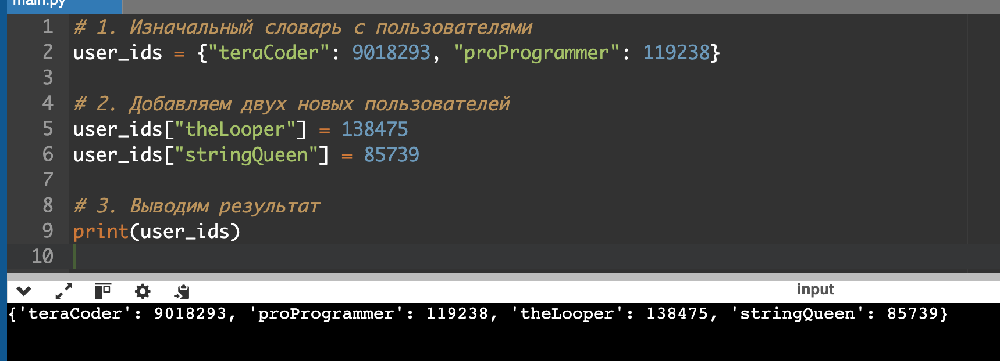 main.py
1 # 1. Изначальный словарь с пользователями
2 user_ids = {"teraCoder": 9018293, "proProgrammer": 119238}
3
4 # 2. Добавляем двух новых пользователей
5 user_ids["theLooper"] = 138475
6 user_ids["stringQueen"] = 85739
7
8 # 3. Выводим результат
9 print(user_ids)
10
input
{'teraCoder': 9018293, 'proProgrammer': 119238, 'theLooper': 138475, 'stringQueen': 85739}